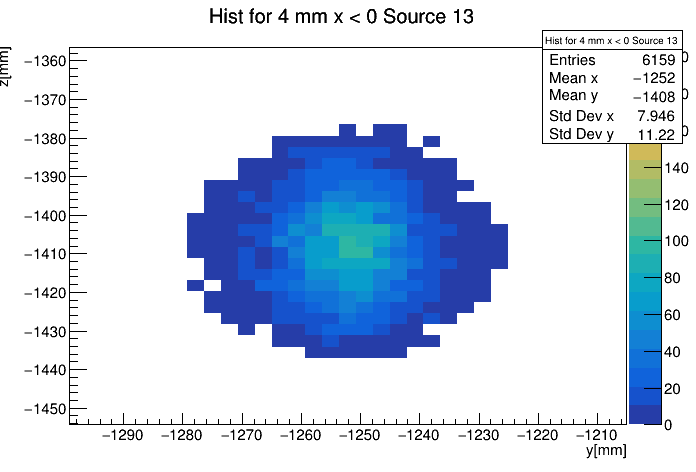 Hist for 4 mm x < 0 Source 13
z[mm]
Hist for 4 mm x < 0 Source 13
Entries 6159
Mean x −1252
Mean y −1408
Std Dev x 7.946
Std Dev y 11.22
−1360
−1370
−1380
−1390
−1400
−1410
−1420
−1430
−1440
−1450
−1290 −1280 −1270 −1260 −1250 −1240 −1230 −1220 −1210
y[mm]
140
120
100
80
60
40
20
0